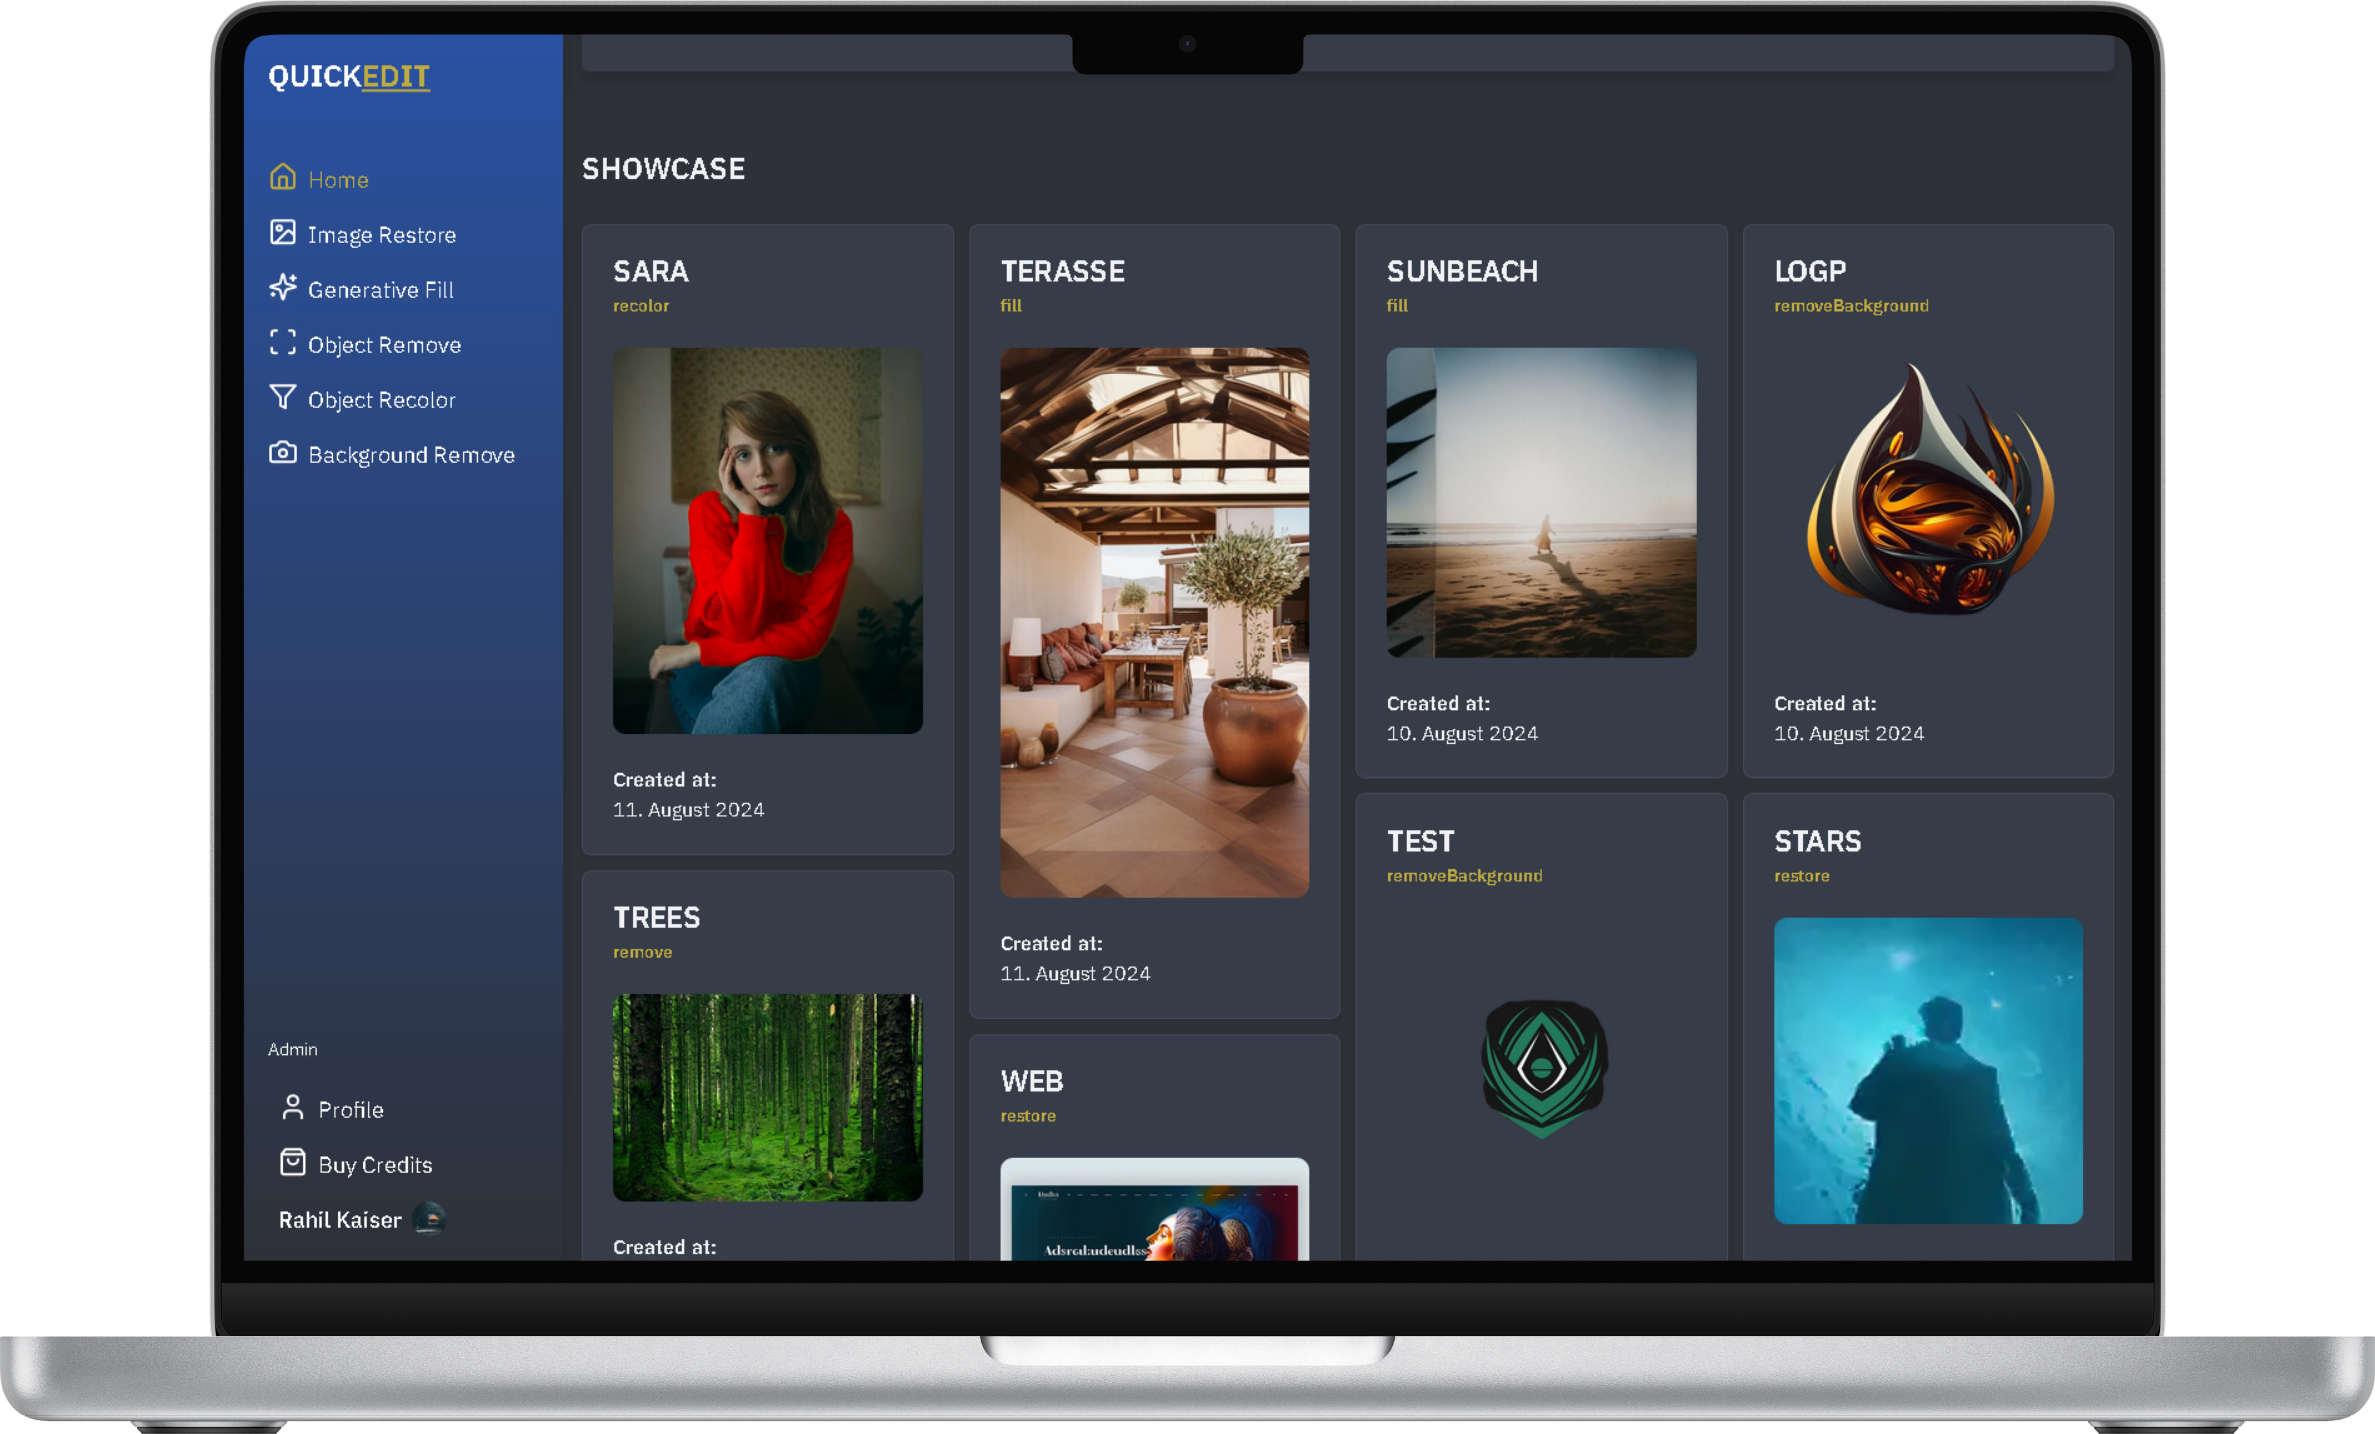 QUICKEDIT
Home
Image Restore
Generative Fill
Object Remove
Object Recolor
Background Remove
Admin
Profile
Buy Credits
Rahil Kaiser
SHOWCASE
SARA
recolor
Created at:
11. August 2024
TREES
remove
Created at:
TERASSE
fill
Created at:
11. August 2024
WEB
restore
SUNBEACH
fill
Created at:
10. August 2024
TEST
removeBackground
LOGP
removeBackground
Created at:
10. August 2024
STARS
restore